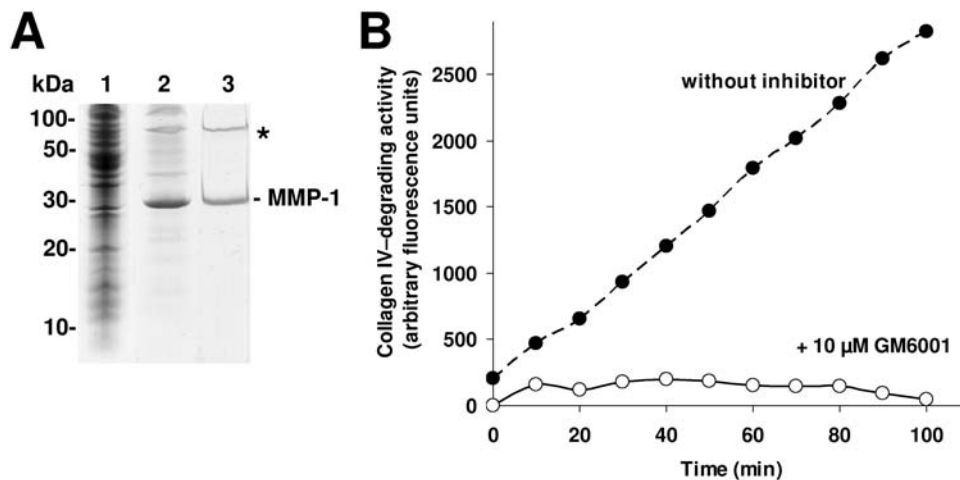 A
kDa 1 2 3
100-
50-
30-
20-
10-
*
- MMP-1
B
Collagen IV–degrading activity
(arbitrary fluorescence units)
2500
2000
1500
1000
500
0
without inhibitor
+ 10 µM GM6001
0 20 40 60 80 100
Time (min)